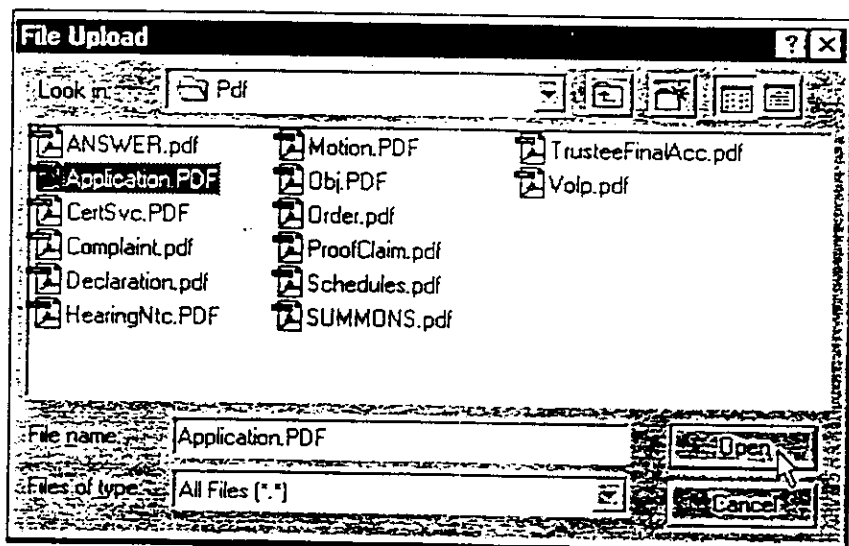 File Upload
Look in: Pdf
ANSWER.pdf
Application.PDF
CertSvc.PDF
Complaint.pdf
Declaration.pdf
HearingNtc.PDF
Motion.PDF
Obj.PDF
Order.pdf
ProofClaim.pdf
Schedules.pdf
SUMMONS.pdf
TrusteeFinalAcc.pdf
Volp.pdf
File name: Application.PDF
Open
Files of type: All Files (*.*)
Cancel